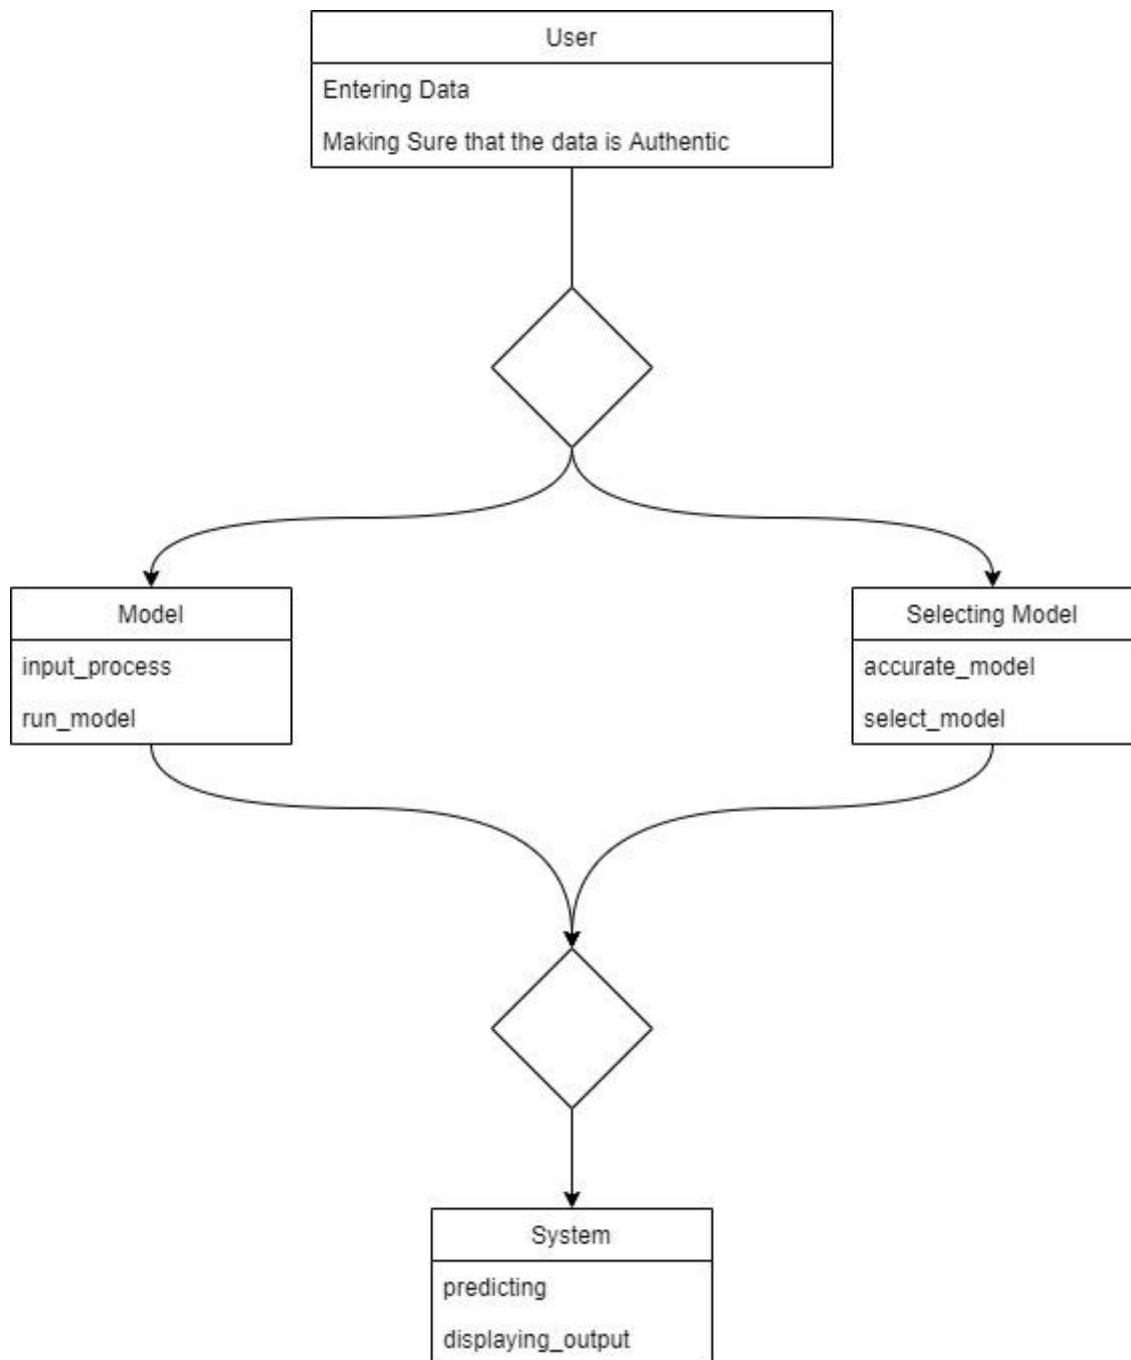 User
Entering Data
Making Sure that the data is Authentic
Model
input_process
run_model
Selecting Model
accurate_model
select_model
System
predicting
displaying_output